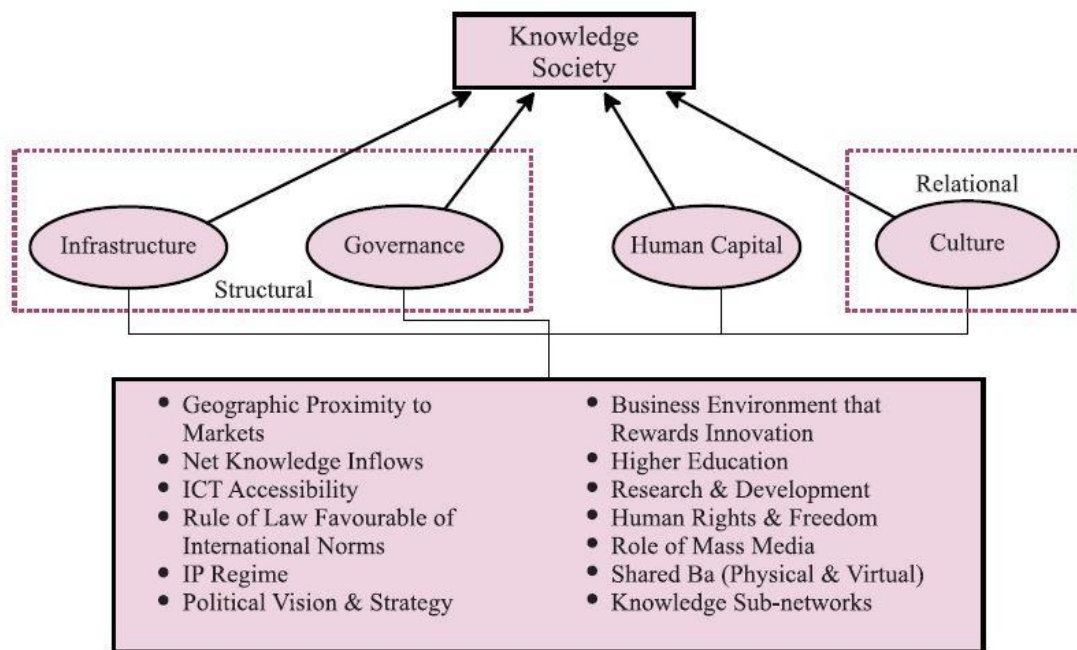 Knowledge
Society
Relational
Infrastructure
Governance
Human Capital
Culture
Structural
• Geographic Proximity to
Markets
• Net Knowledge Inflows
• ICT Accessibility
• Rule of Law Favourable of
International Norms
• IP Regime
• Political Vision & Strategy
• Business Environment that
Rewards Innovation
• Higher Education
• Research & Development
• Human Rights & Freedom
• Role of Mass Media
• Shared Ba (Physical & Virtual)
• Knowledge Sub-networks